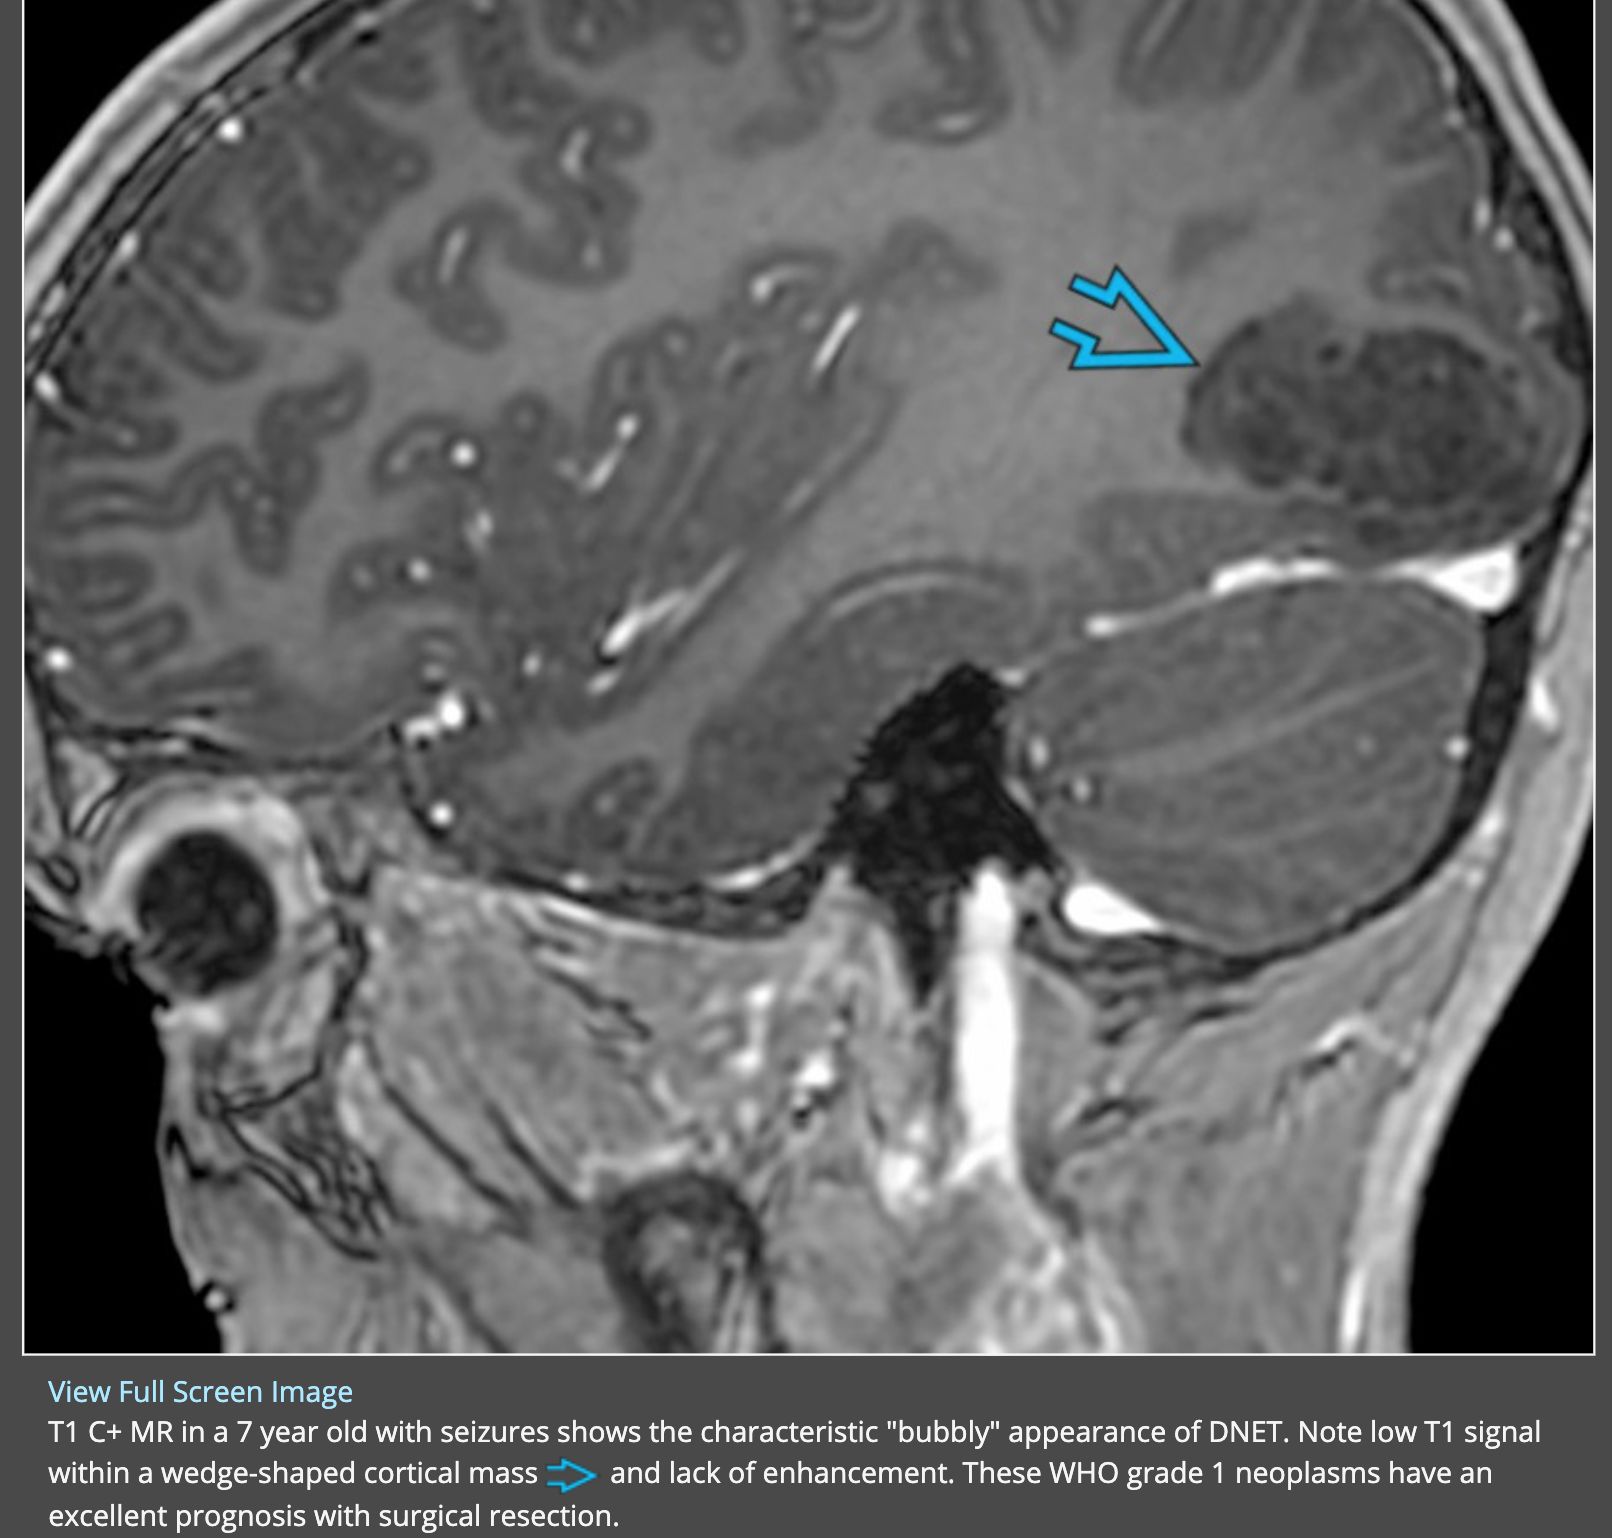 View Full Screen Image
T1 C+ MR in a 7 year old with seizures shows the characteristic "bubbly" appearance of DNET. Note low T1 signal
within a wedge-shaped cortical mass and lack of enhancement. These WHO grade 1 neoplasms have an
excellent prognosis with surgical resection.